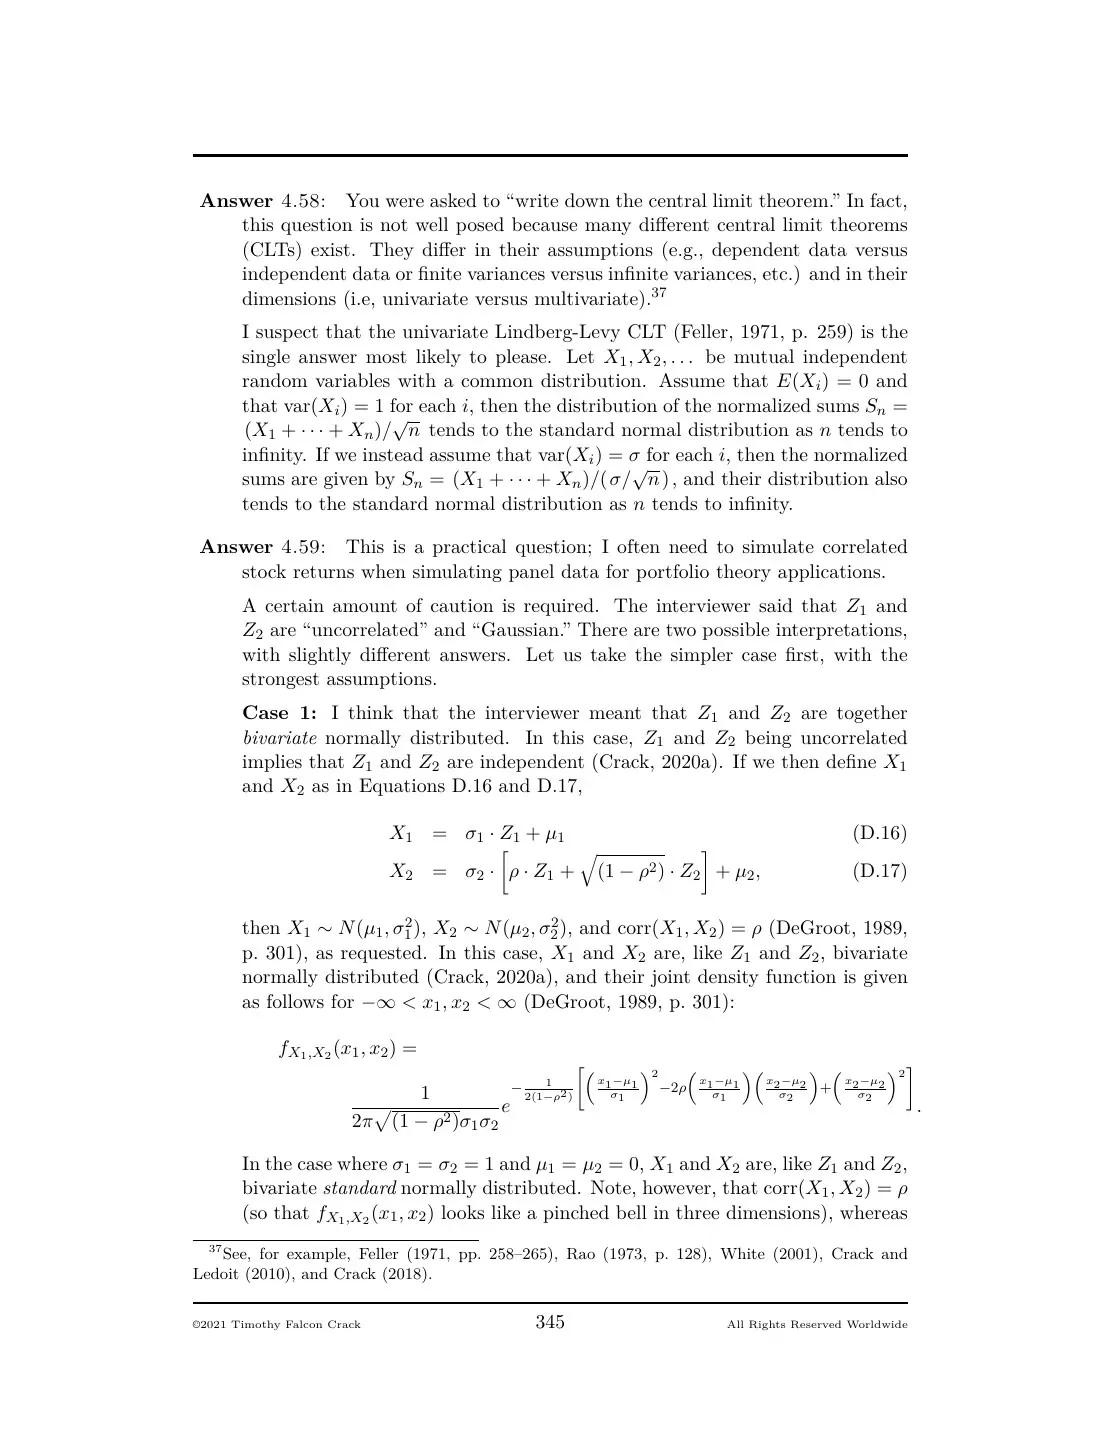 Answer 4.58: You were asked to “write down the central limit theorem.” In fact,
this question is not well posed because many different central limit theorems
(CLTs) exist. They differ in their assumptions (e.g., dependent data versus
independent data or finite variances versus infinite variances, etc.) and in their
dimensions (i.e, univariate versus multivariate).³⁷
I suspect that the univariate Lindberg-Levy CLT (Feller, 1971, p. 259) is the
single answer most likely to please. Let X₁, X₂, . . . be mutual independent
random variables with a common distribution. Assume that E(Xᵢ) = 0 and
that var(Xᵢ) = 1 for each i, then the distribution of the normalized sums Sₙ =
(X₁ + · · · + Xₙ)/√n tends to the standard normal distribution as n tends to
infinity. If we instead assume that var(Xᵢ) = σ for each i, then the normalized
sums are given by Sₙ = (X₁ + · · · + Xₙ)/(σ/√n), and their distribution also
tends to the standard normal distribution as n tends to infinity.
Answer 4.59: This is a practical question; I often need to simulate correlated
stock returns when simulating panel data for portfolio theory applications.
A certain amount of caution is required. The interviewer said that Z₁ and
Z₂ are “uncorrelated” and “Gaussian.” There are two possible interpretations,
with slightly different answers. Let us take the simpler case first, with the
strongest assumptions.
Case 1: I think that the interviewer meant that Z₁ and Z₂ are together
bivariate normally distributed. In this case, Z₁ and Z₂ being uncorrelated
implies that Z₁ and Z₂ are independent (Crack, 2020a). If we then define X₁
and X₂ as in Equations D.16 and D.17,
X₁ = σ₁ · Z₁ + μ₁ (D.16)
X₂ = σ₂ · [ρ · Z₁ + √(1 − ρ²) · Z₂] + μ₂, (D.17)
then X₁ ∼ N(μ₁, σ₁²), X₂ ∼ N(μ₂, σ₂²), and corr(X₁, X₂) = ρ (DeGroot, 1989,
p. 301), as requested. In this case, X₁ and X₂ are, like Z₁ and Z₂, bivariate
normally distributed (Crack, 2020a), and their joint density function is given
as follows for −∞ < x₁, x₂ < ∞ (DeGroot, 1989, p. 301):
f_{X₁,X₂}(x₁, x₂) =
1/(2π√(1−ρ²)σ₁σ₂) e^{−1/(2(1−ρ²)) [((x₁−μ₁)/σ₁)² −2ρ((x₁−μ₁)/σ₁)((x₂−μ₂)/σ₂)+((x₂−μ₂)/σ₂)²]}.
In the case where σ₁ = σ₂ = 1 and μ₁ = μ₂ = 0, X₁ and X₂ are, like Z₁ and Z₂,
bivariate standard normally distributed. Note, however, that corr(X₁, X₂) = ρ
(so that f_{X₁,X₂}(x₁, x₂) looks like a pinched bell in three dimensions), whereas
³⁷See, for example, Feller (1971, pp. 258–265), Rao (1973, p. 128), White (2001), Crack and
Ledoit (2010), and Crack (2018).
©2021 Timothy Falcon Crack 345 All Rights Reserved Worldwide